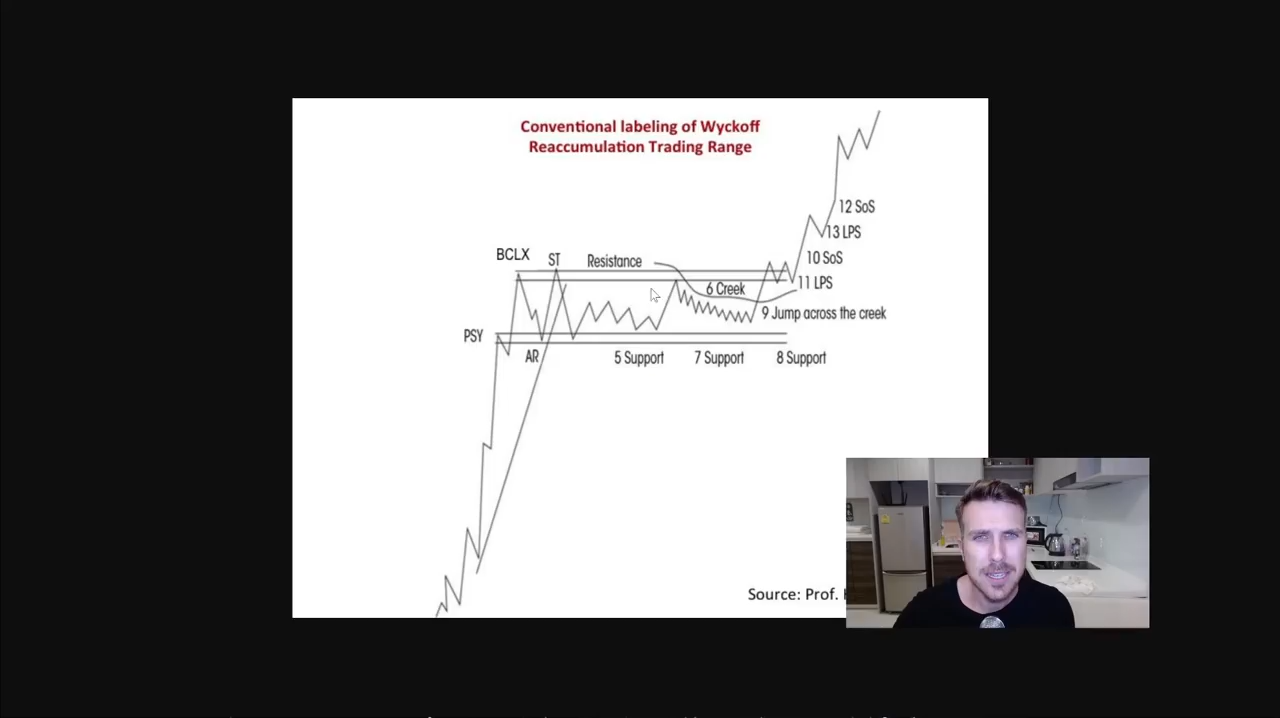 Conventional labeling of Wyckoff
Reaccumulation Trading Range
12 SoS
13 LPS
BCLX
ST
Resistance
10 SoS
11 LPS
6 Creek
9 Jump across the creek
PSY
AR
5 Support
7 Support
8 Support
Source: Prof.